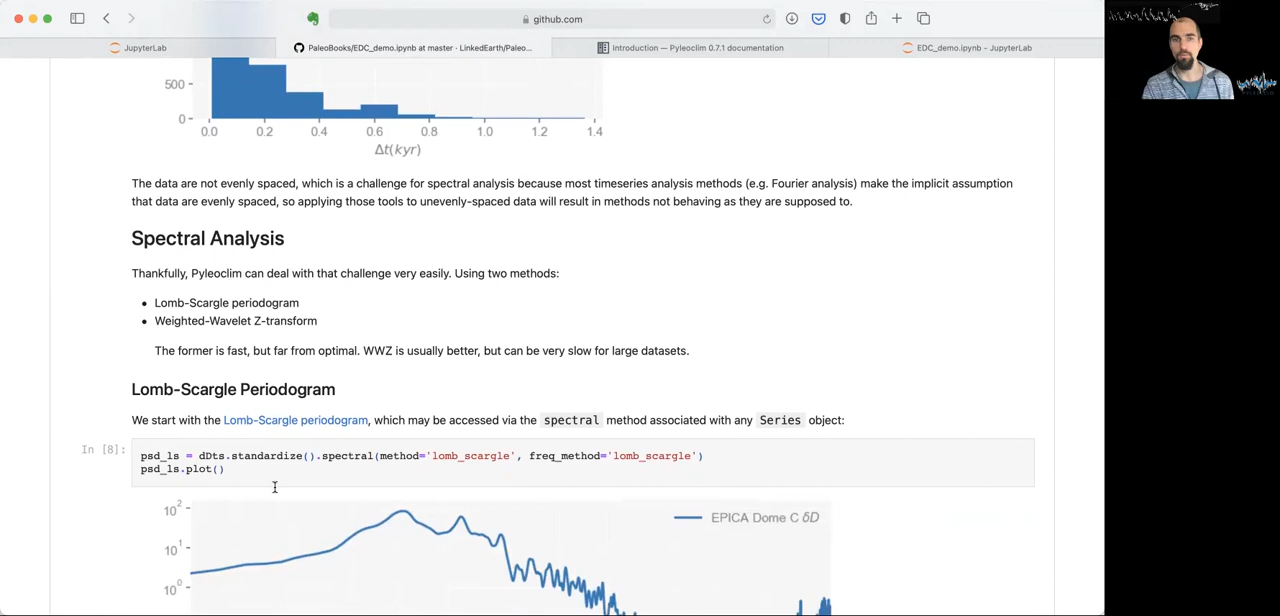 github.com
JupyterLab
PaleoBooks/EDC_demo.ipynb at master · LinkedEarth/Paleo...
Introduction — Pyleoclim 0.7.1 documentation
EDC_demo.ipynb - JupyterLab
500
0
0.0 0.2 0.4 0.6 0.8 1.0 1.2 1.4
Δt(kyr)
The data are not evenly spaced, which is a challenge for spectral analysis because most timeseries analysis methods (e.g. Fourier analysis) make the implicit assumption
that data are evenly spaced, so applying those tools to unevenly-spaced data will result in methods not behaving as they are supposed to.
Spectral Analysis
Thankfully, Pyleoclim can deal with that challenge very easily. Using two methods:
• Lomb-Scargle periodogram
• Weighted-Wavelet Z-transform
The former is fast, but far from optimal. WWZ is usually better, but can be very slow for large datasets.
Lomb-Scargle Periodogram
We start with the Lomb-Scargle periodogram, which may be accessed via the spectral method associated with any Series object:
In [8]: psd_ls = dDts.standardize().spectral(method='lomb_scargle', freq_method='lomb_scargle')
psd_ls.plot()
10²
EPICA Dome C δD
10¹
10⁰